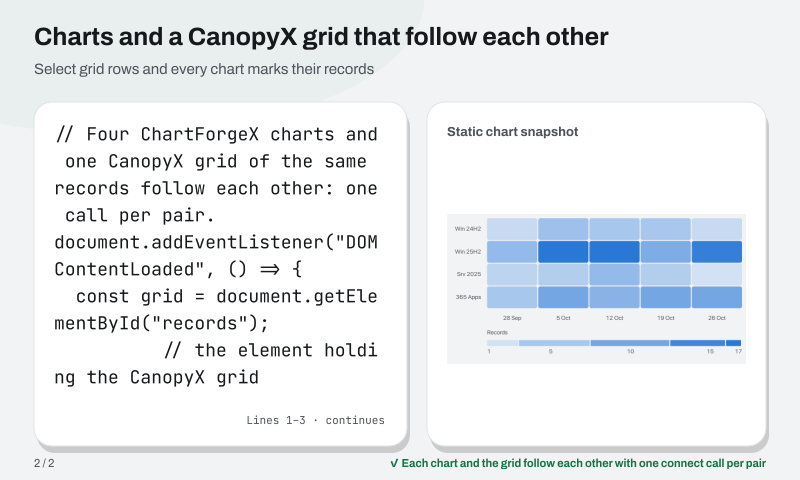 Charts and a CanopyX grid that follow each other
Select grid rows and every chart marks their records
// Four ChartForgeX charts and
one CanopyX grid of the same
records follow each other: one
call per pair.
document.addEventListener("DOM
ContentLoaded", () => {
const grid = document.getEle
mentById("records");
// the element holdi
ng the CanopyX grid
Lines 1–3 · continues
Static chart snapshot
Win 24H2
Win 25H2
Srv 2025
365 Apps
28 Sep 5 Oct 12 Oct 19 Oct 26 Oct
Records
1 5 10 15 17
2 / 2
✓ Each chart and the grid follow each other with one connect call per pair